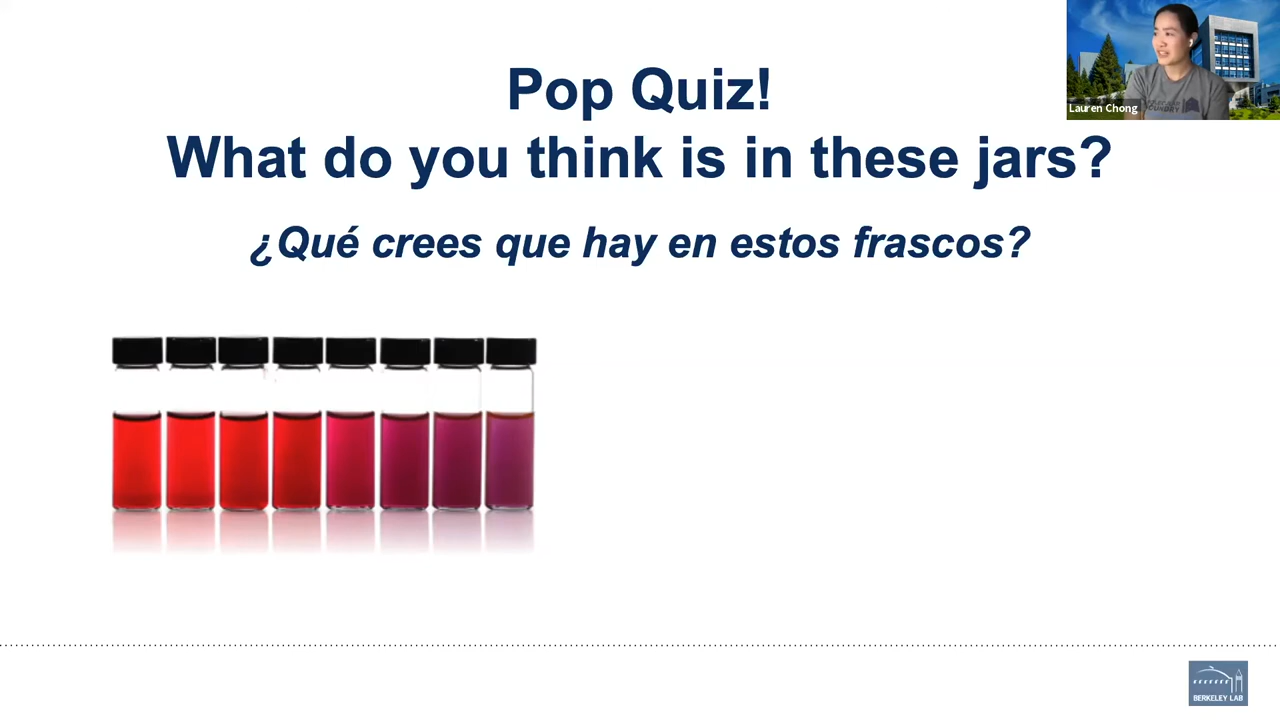 Pop Quiz!
What do you think is in these jars?
¿Qué crees que hay en estos frascos?
Lauren Chong
FOUNDRY
BERKELEY LAB